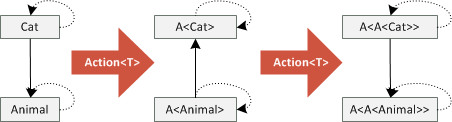 Cat
Action<T>
A<Cat>
Action<T>
A<A<Cat>>
Animal
A<Animal>
A<A<Animal>>